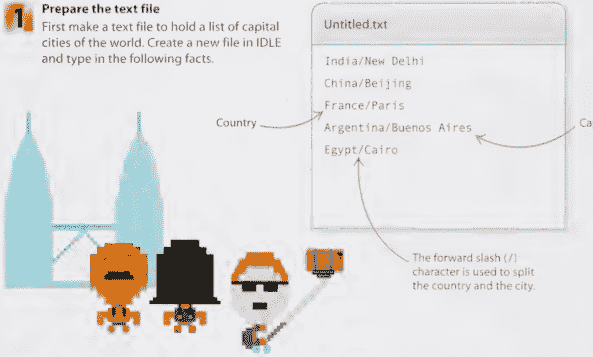 1
Prepare the text file
First make a text file to hold a list of capital
cities of the world. Create a new file in IDLE
and type in the following facts.
Untitled.txt
India/New Delhi
China/Beijing
France/Paris
Argentina/Buenos Aires
Egypt/Cairo
Country
Ca
The forward slash (/)
character is used to split
the country and the city.